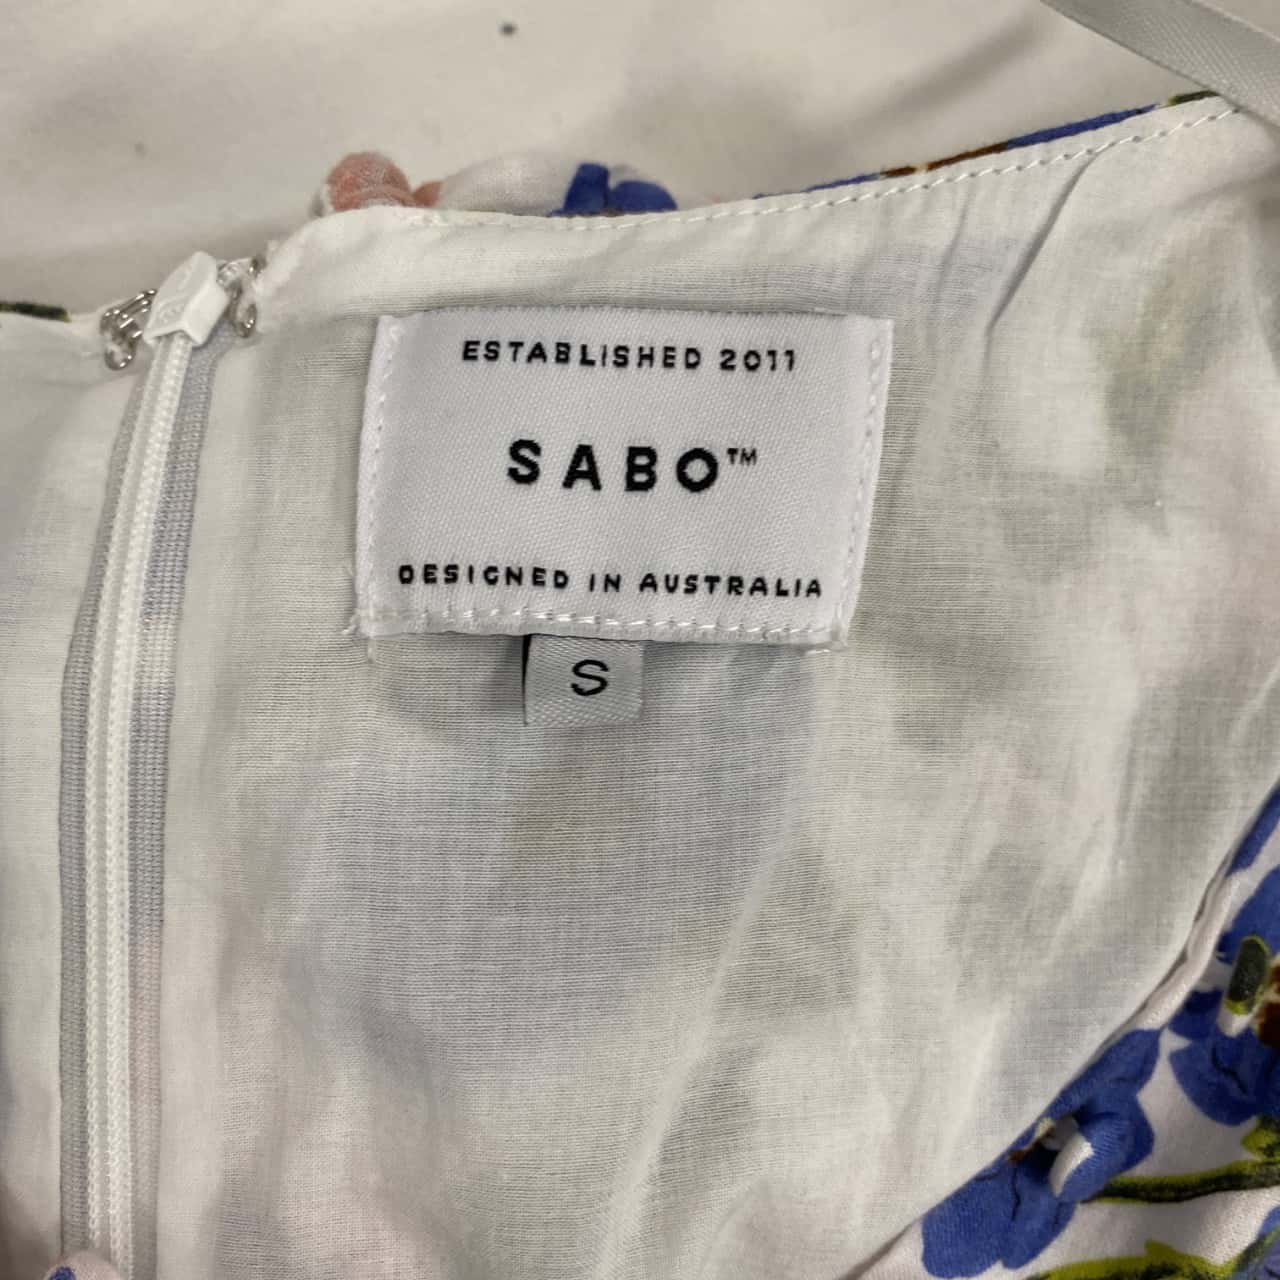 ESTABLISHED 2011
SABO™
DESIGNED IN AUSTRALIA
S